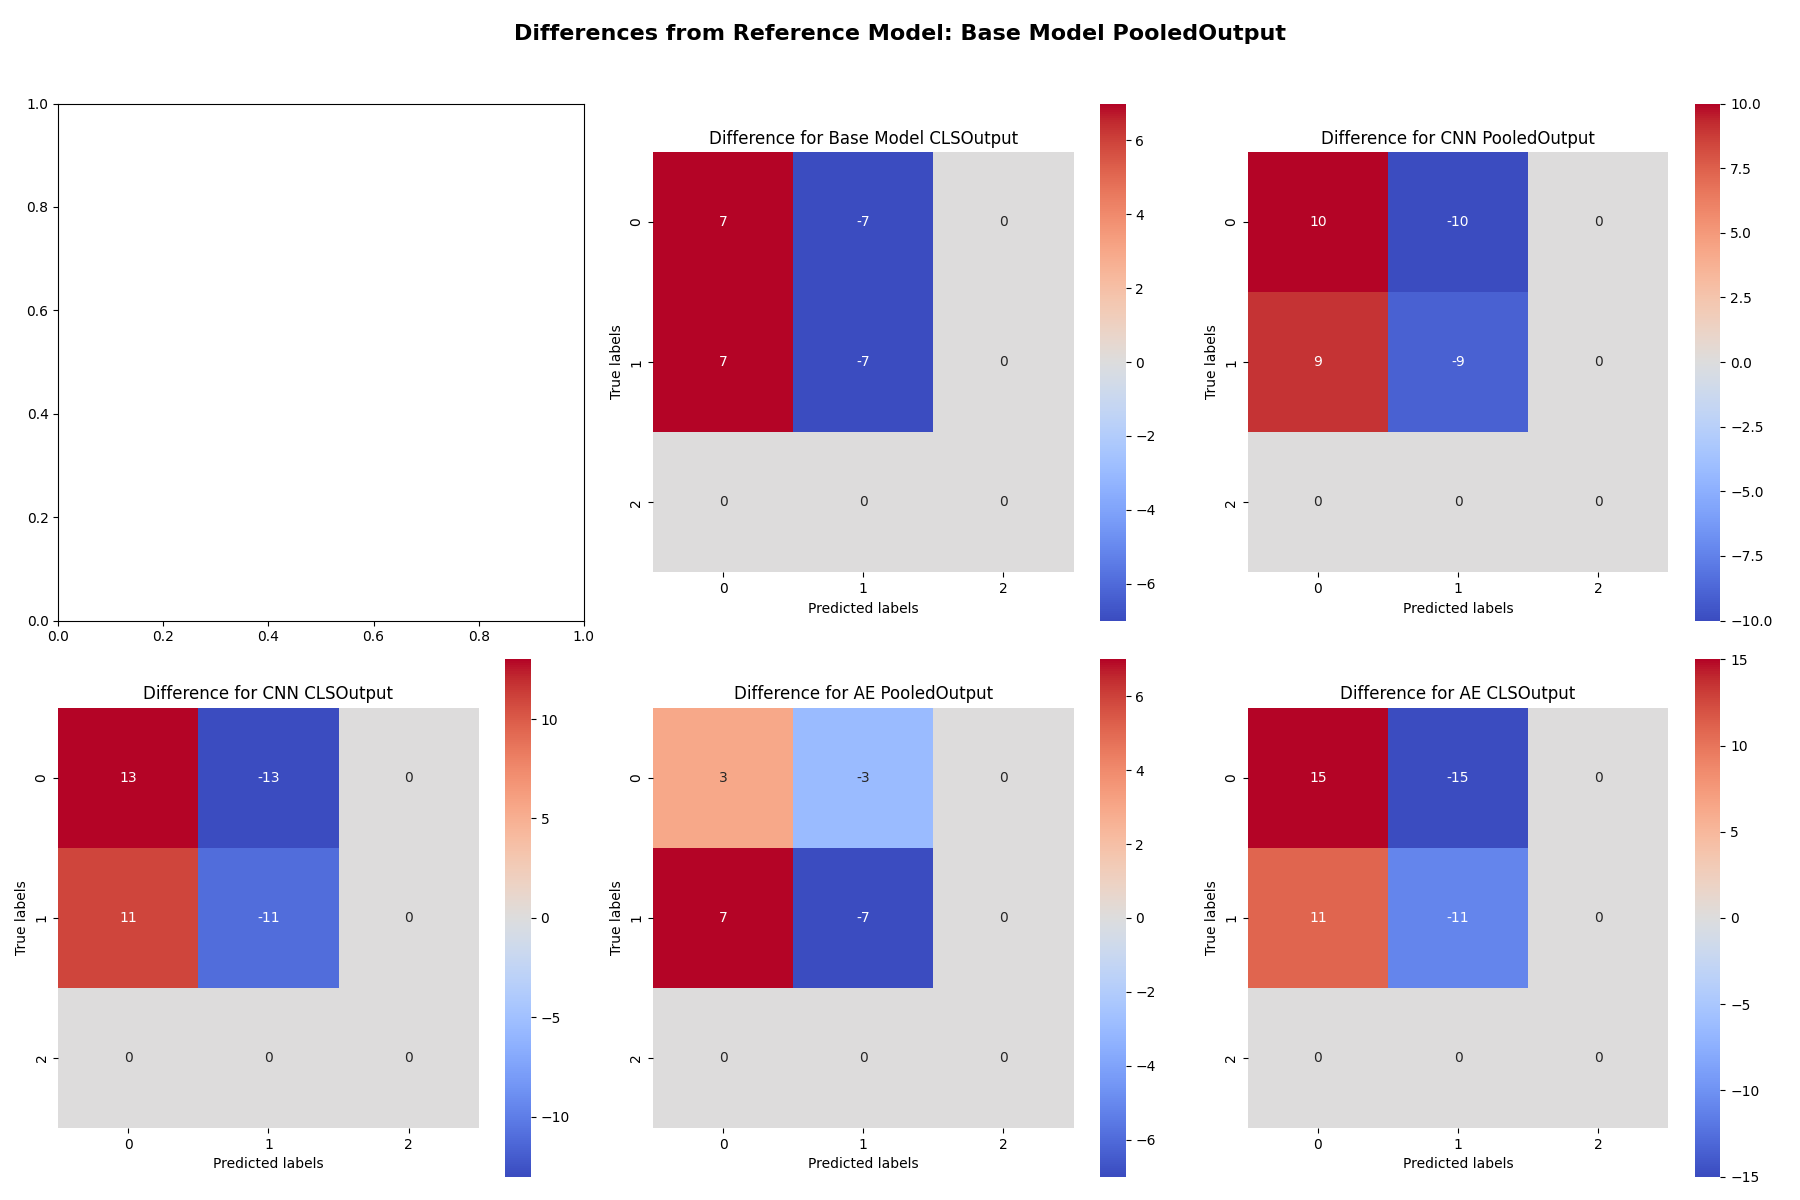 Differences from Reference Model: Base Model PooledOutput
1.0
0.8
0.6
0.4
0.2
0.0
0.0 0.2 0.4 0.6 0.8 1.0
Difference for Base Model CLSOutput
True labels
0 7 -7 0
1 7 -7 0
2 0 0 0
0 1 2
Predicted labels
6
4
2
0
−2
−4
−6
Difference for CNN PooledOutput
True labels
0 10 -10 0
1 9 -9 0
2 0 0 0
0 1 2
Predicted labels
10.0
7.5
5.0
2.5
0.0
−2.5
−5.0
−7.5
−10.0
Difference for CNN CLSOutput
True labels
0 13 -13 0
1 11 -11 0
2 0 0 0
0 1 2
Predicted labels
10
5
0
−5
−10
Difference for AE PooledOutput
True labels
0 3 -3 0
1 7 -7 0
2 0 0 0
0 1 2
Predicted labels
6
4
2
0
−2
−4
−6
Difference for AE CLSOutput
True labels
0 15 -15 0
1 11 -11 0
2 0 0 0
0 1 2
Predicted labels
15
10
5
0
−5
−10
−15